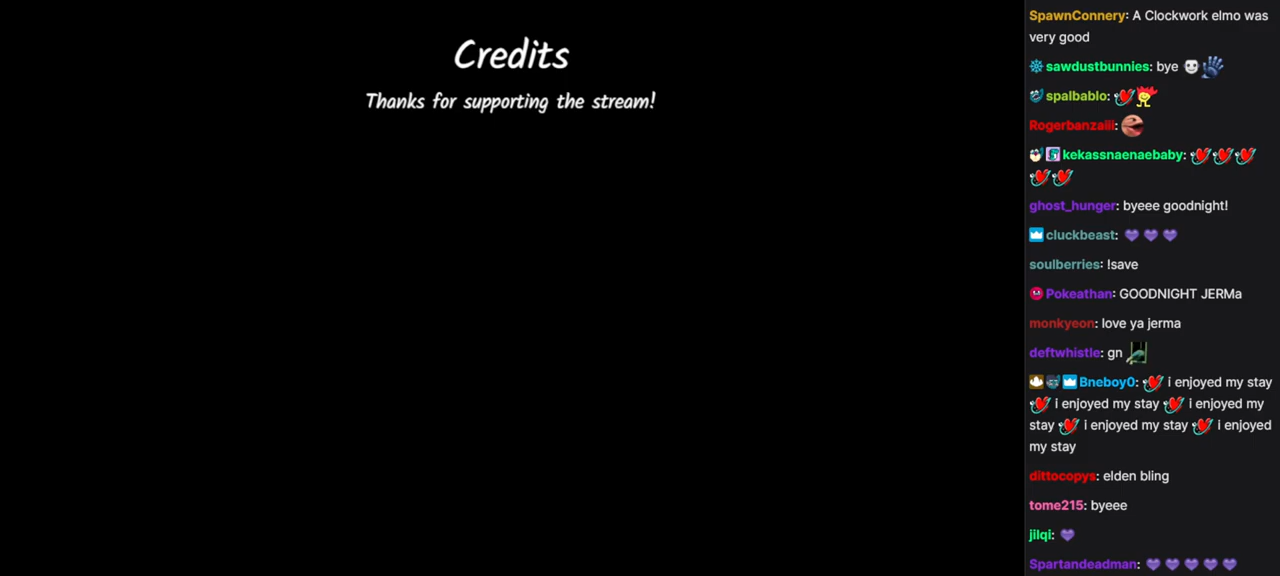 Credits
Thanks for supporting the stream!
SpawnConnery: A Clockwork elmo was
very good
sawdustbunnies: bye
spalbablo:
Rogerbanzaiii:
kekassnaenaebaby:
ghost_hunger: byeee goodnight!
cluckbeast:
soulberries: !save
Pokeathan: GOODNIGHT JERMa
monkyeon: love ya jerma
deftwhistle: gn
Bneboy0: i enjoyed my stay
i enjoyed my stay i enjoyed my
stay i enjoyed my stay i enjoyed
my stay
dittocopys: elden bling
tome215: byeee
jilqi:
Spartandeadman: